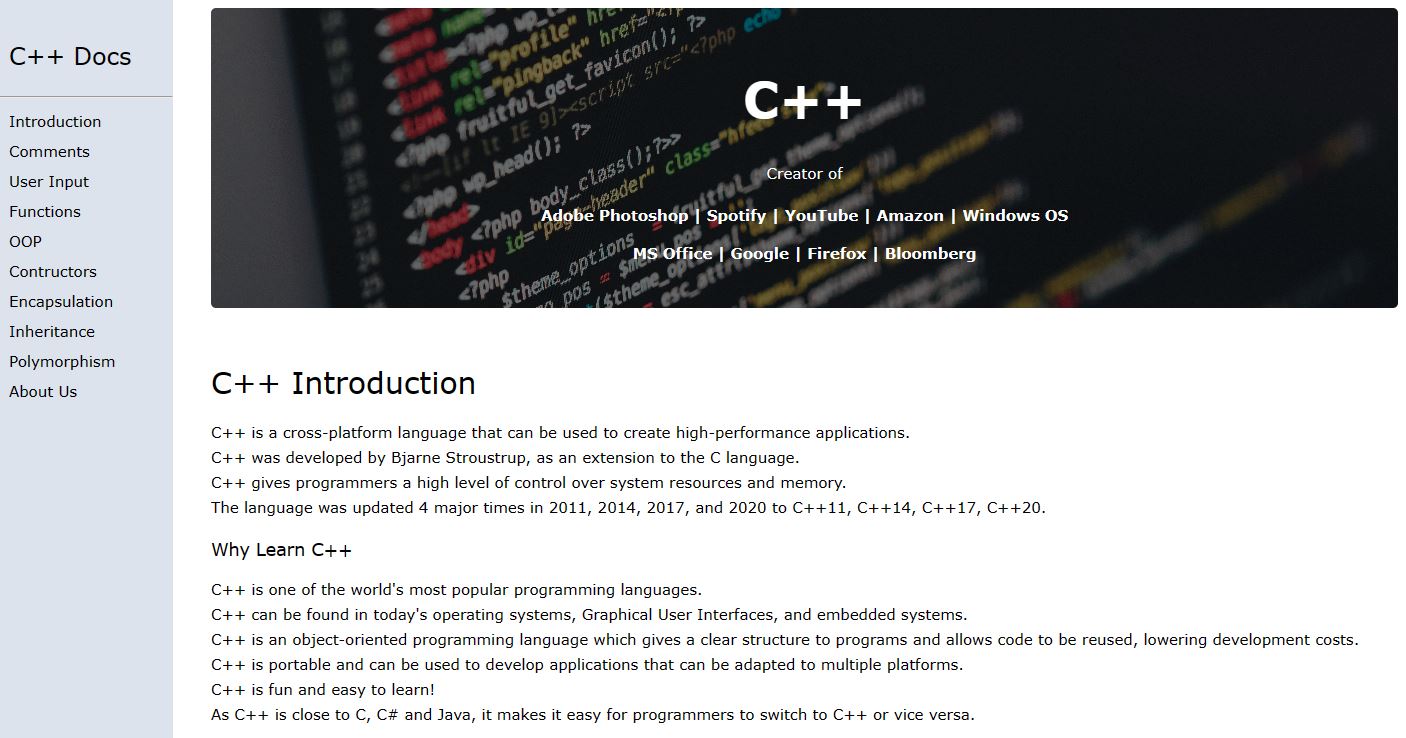 C++ Docs
Introduction
Comments
User Input
Functions
OOP
Contructors
Encapsulation
Inheritance
Polymorphism
About Us
<?php wp_head(); ?>
<?php body_class(); ?>>
C++
Creator of
Adobe Photoshop | Spotify | YouTube | Amazon | Windows OS
MS Office | Google | Firefox | Bloomberg
C++ Introduction
C++ is a cross-platform language that can be used to create high-performance applications.
C++ was developed by Bjarne Stroustrup, as an extension to the C language.
C++ gives programmers a high level of control over system resources and memory.
The language was updated 4 major times in 2011, 2014, 2017, and 2020 to C++11, C++14, C++17, C++20.
Why Learn C++
C++ is one of the world's most popular programming languages.
C++ can be found in today's operating systems, Graphical User Interfaces, and embedded systems.
C++ is an object-oriented programming language which gives a clear structure to programs and allows code to be reused, lowering development costs.
C++ is portable and can be used to develop applications that can be adapted to multiple platforms.
C++ is fun and easy to learn!
As C++ is close to C, C# and Java, it makes it easy for programmers to switch to C++ or vice versa.